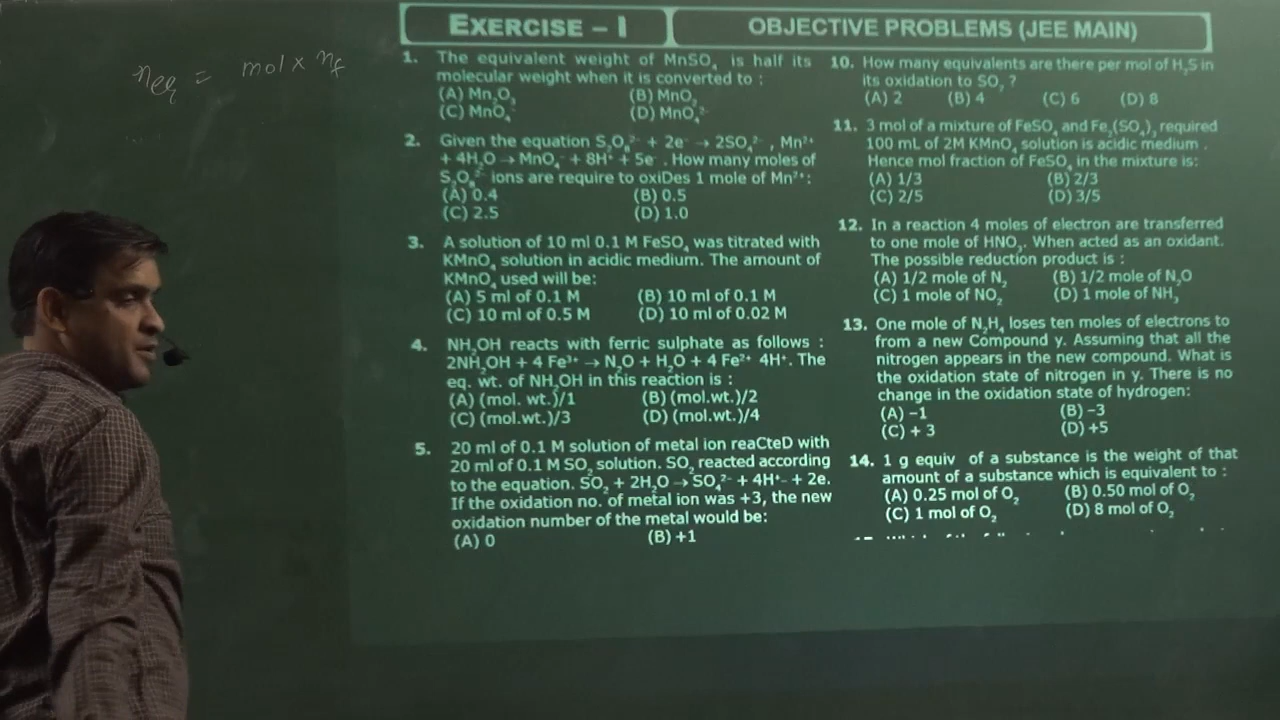 n_eq = mol × n_f
EXERCISE – I
OBJECTIVE PROBLEMS (JEE MAIN)
1. The equivalent weight of MnSO₄ is half its
molecular weight when it is converted to :
(A) Mn₂O₃ (B) MnO₂
(C) MnO₄⁻ (D) MnO₄²⁻
2. Given the equation S₂O₈²⁻ + 2e⁻ → 2SO₄²⁻ , Mn²⁺
+ 4H₂O → MnO₄⁻ + 8H⁺ + 5e⁻ . How many moles of
S₂O₈²⁻ ions are require to oxiDes 1 mole of Mn²⁺:
(A) 0.4 (B) 0.5
(C) 2.5 (D) 1.0
3. A solution of 10 ml 0.1 M FeSO₄ was titrated with
KMnO₄ solution in acidic medium. The amount of
KMnO₄ used will be:
(A) 5 ml of 0.1 M (B) 10 ml of 0.1 M
(C) 10 ml of 0.5 M (D) 10 ml of 0.02 M
4. NH₂OH reacts with ferric sulphate as follows :
2NH₂OH + 4 Fe³⁺ → N₂O + H₂O + 4 Fe²⁺ 4H⁺. The
eq. wt. of NH₂OH in this reaction is :
(A) (mol. wt.)/1 (B) (mol.wt.)/2
(C) (mol.wt.)/3 (D) (mol.wt.)/4
5. 20 ml of 0.1 M solution of metal ion reaCteD with
20 ml of 0.1 M SO₂ solution. SO₂ reacted according
to the equation. SO₂ + 2H₂O → SO₄²⁻ + 4H⁺⁻ + 2e.
If the oxidation no. of metal ion was +3, the new
oxidation number of the metal would be:
(A) 0 (B) +1
10. How many equivalents are there per mol of H₂S in
its oxidation to SO₂ ?
(A) 2 (B) 4 (C) 6 (D) 8
11. 3 mol of a mixture of FeSO₄ and Fe₂(SO₄)₃ required
100 mL of 2M KMnO₄ solution is acidic medium .
Hence mol fraction of FeSO₄ in the mixture is:
(A) 1/3 (B) 2/3
(C) 2/5 (D) 3/5
12. In a reaction 4 moles of electron are transferred
to one mole of HNO₃. When acted as an oxidant.
The possible reduction product is :
(A) 1/2 mole of N₂ (B) 1/2 mole of N₂O
(C) 1 mole of NO₂ (D) 1 mole of NH₃
13. One mole of N₂H₄ loses ten moles of electrons to
from a new Compound y. Assuming that all the
nitrogen appears in the new compound. What is
the oxidation state of nitrogen in y. There is no
change in the oxidation state of hydrogen:
(A) –1 (B) –3
(C) + 3 (D) +5
14. 1 g equiv of a substance is the weight of that
amount of a substance which is equivalent to :
(A) 0.25 mol of O₂ (B) 0.50 mol of O₂
(C) 1 mol of O₂ (D) 8 mol of O₂